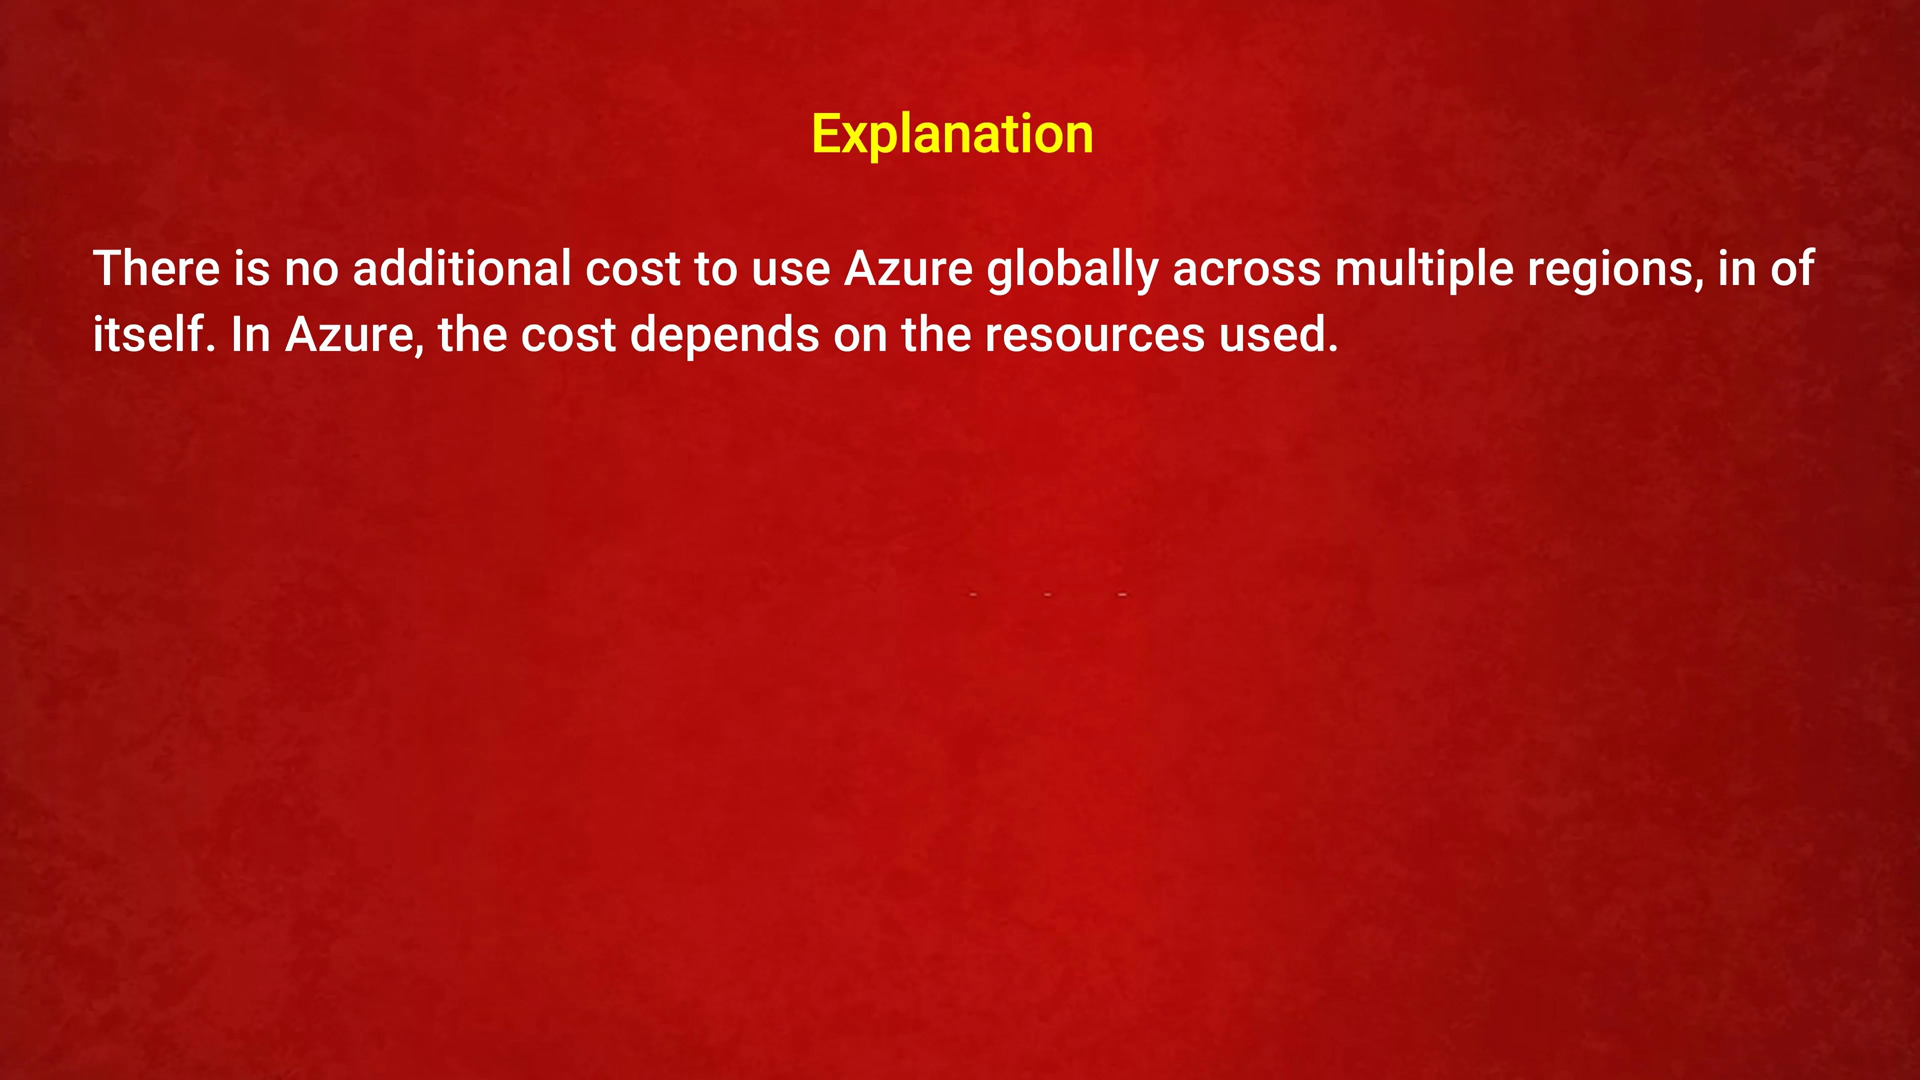 Explanation
There is no additional cost to use Azure globally across multiple regions, in of
itself. In Azure, the cost depends on the resources used.